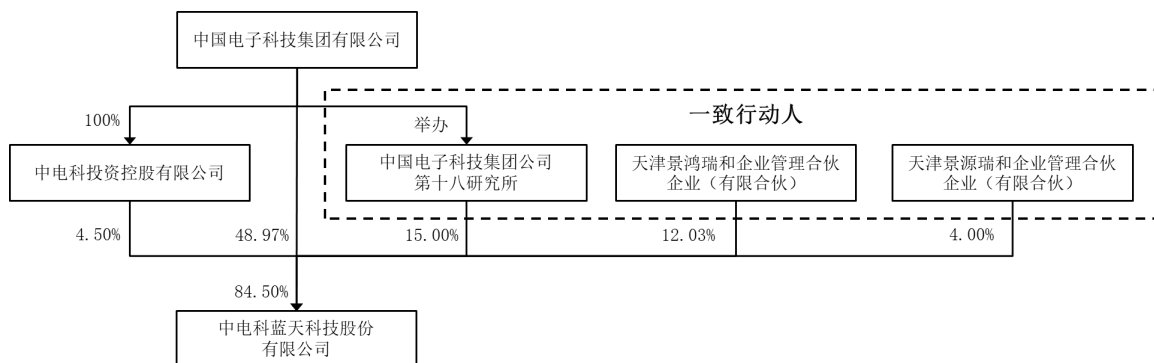 中国电子科技集团有限公司
一致行动人
100%
举办
中电科投资控股有限公司
中国电子科技集团公司
第十八研究所
天津景鸿瑞和企业管理合伙
企业（有限合伙）
天津景源瑞和企业管理合伙
企业（有限合伙）
4.50%
48.97%
15.00%
12.03%
4.00%
84.50%
中电科蓝天科技股份
有限公司